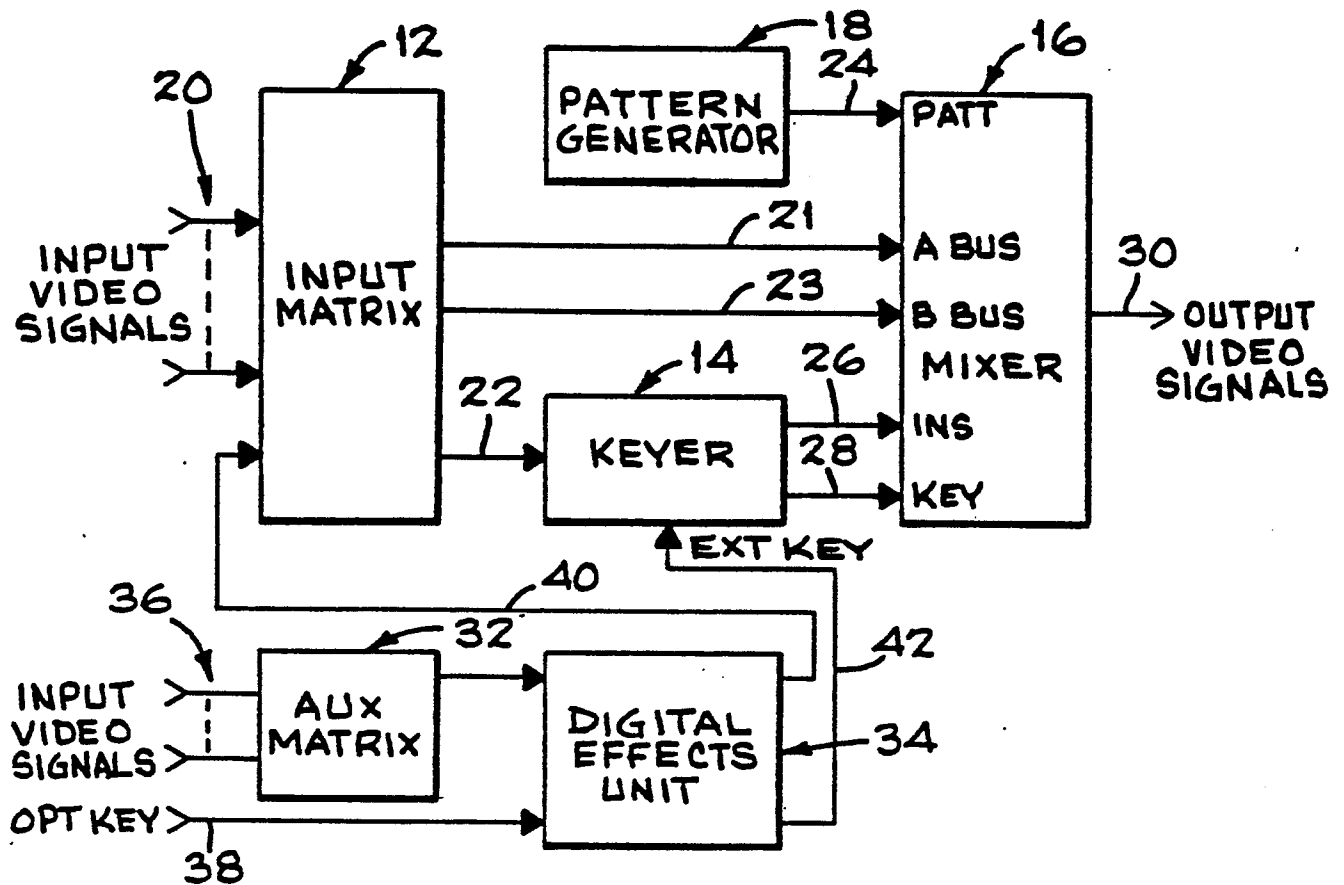 12
18
16
20
24
PATTERN
GENERATOR
PATT
21
A BUS
INPUT
VIDEO
SIGNALS
INPUT
MATRIX
23
B BUS
30
OUTPUT
VIDEO
SIGNALS
MIXER
14
26
22
KEYER
INS
28
KEY
EXT KEY
40
36
32
42
INPUT
VIDEO
SIGNALS
AUX
MATRIX
DIGITAL
EFFECTS
UNIT
34
OPT KEY
38